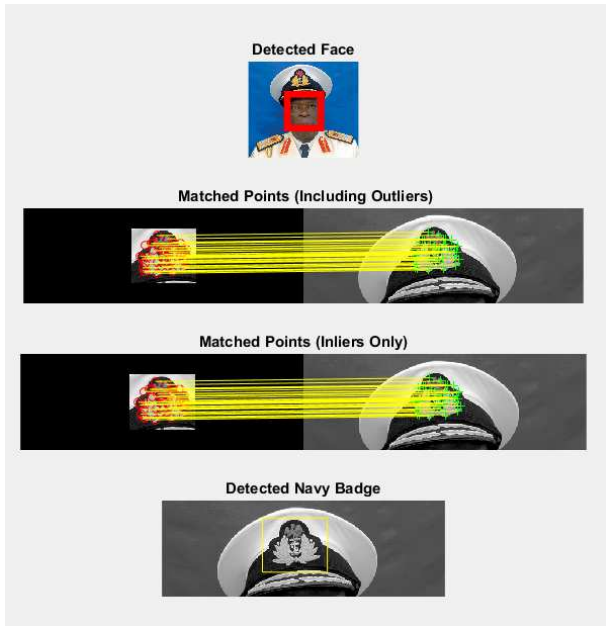 Detected Face
Matched Points (Including Outliers)
Matched Points (Inliers Only)
Detected Navy Badge